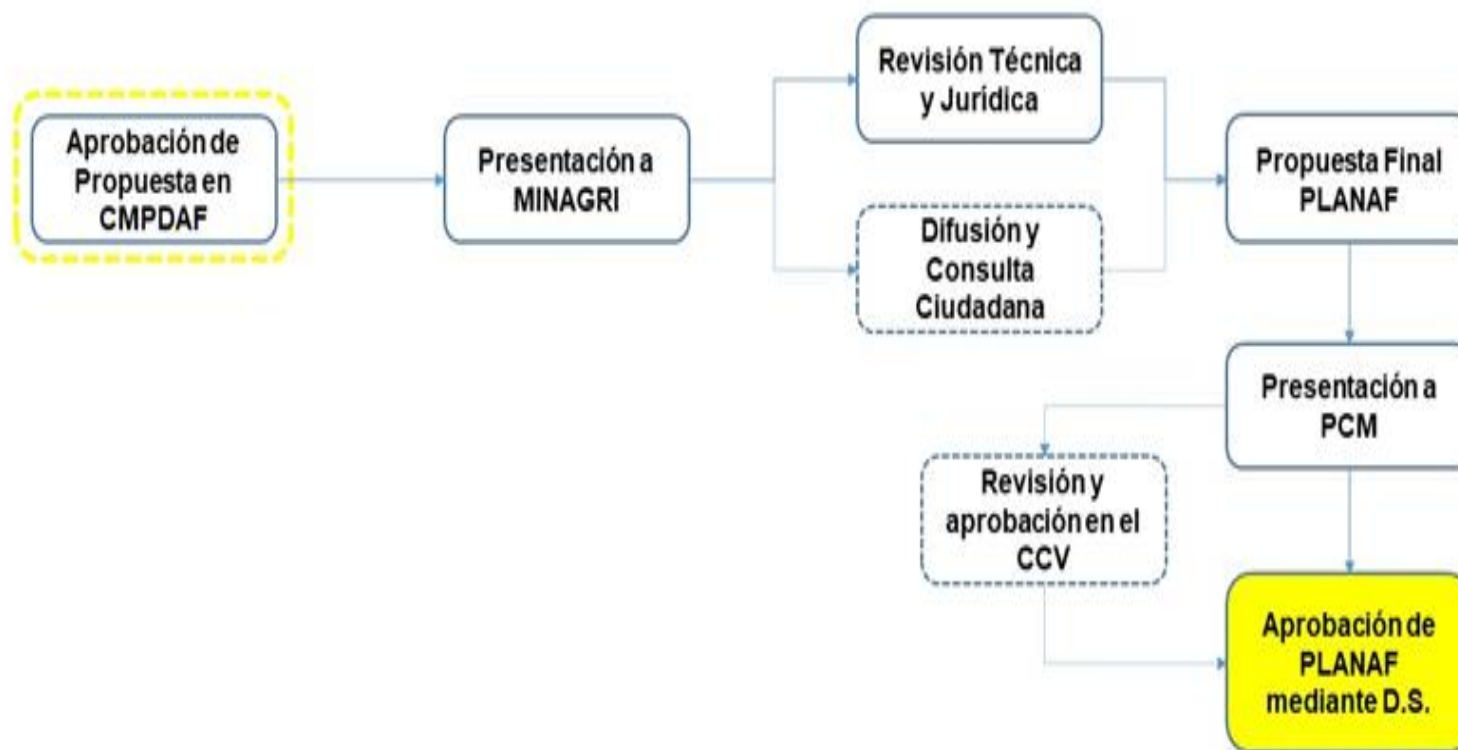 Aprobación de
Propuesta en
CMPDAF
Presentación a
MINAGRI
Revisión Técnica
y Jurídica
Difusión y
Consulta
Ciudadana
Propuesta Final
PLANAF
Presentación a
PCM
Revisión y
aprobación en el
CCV
Aprobación de
PLANAF
mediante D.S.